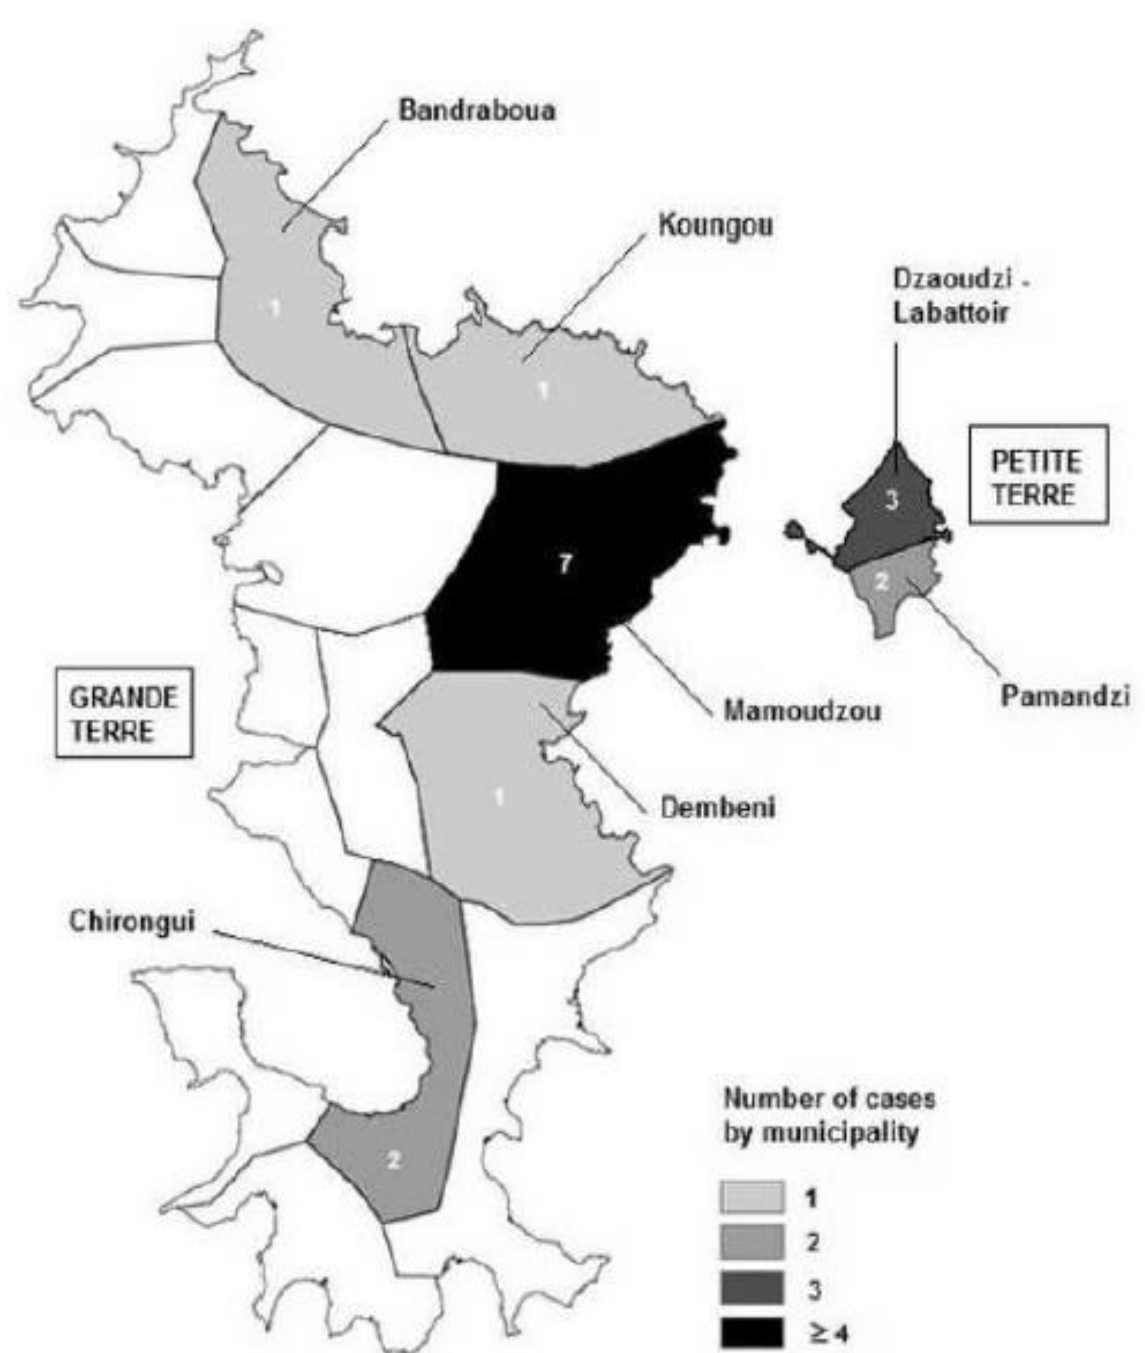 Bandraboua
Koungou
Dzaoudzi -
Labattoir
1
1
PETITE
TERRE
3
7
2
GRANDE
TERRE
Pamandzi
Mamoudzou
1
Dembeni
Chirongui
2
Number of cases
by municipality
1
2
3
≥ 4